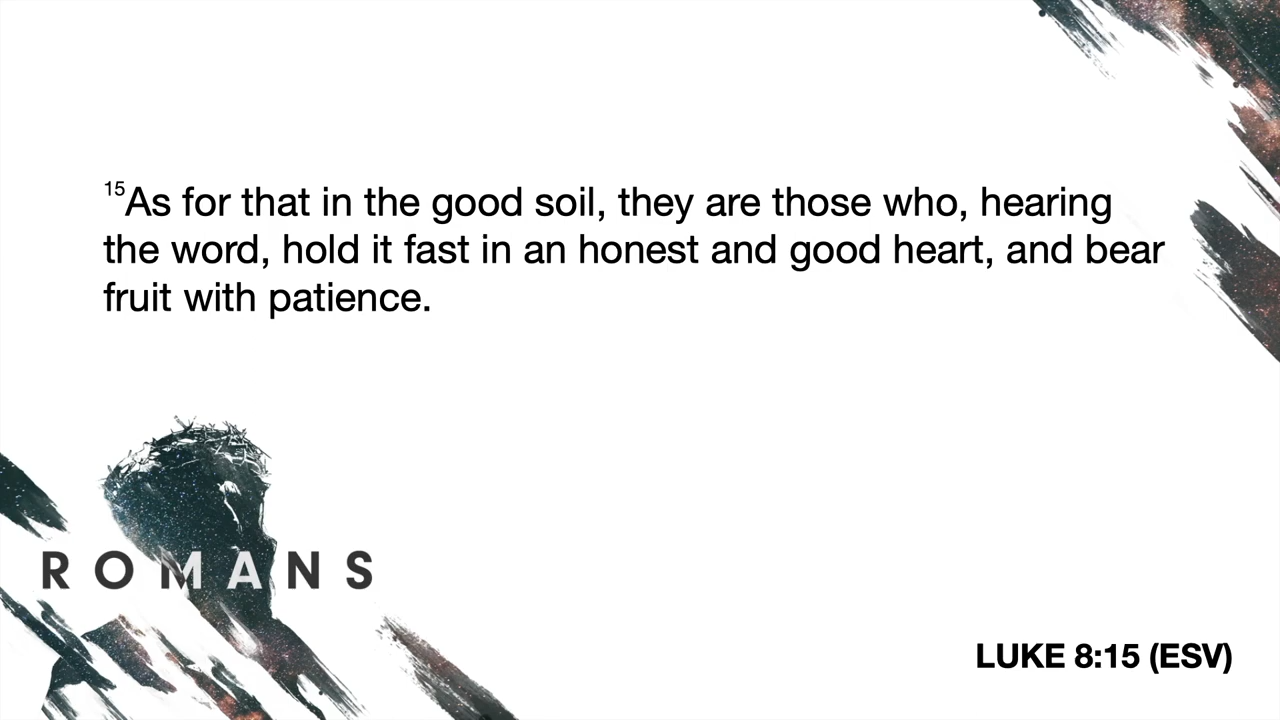 15As for that in the good soil, they are those who, hearing
the word, hold it fast in an honest and good heart, and bear
fruit with patience.
ROMANS
LUKE 8:15 (ESV)